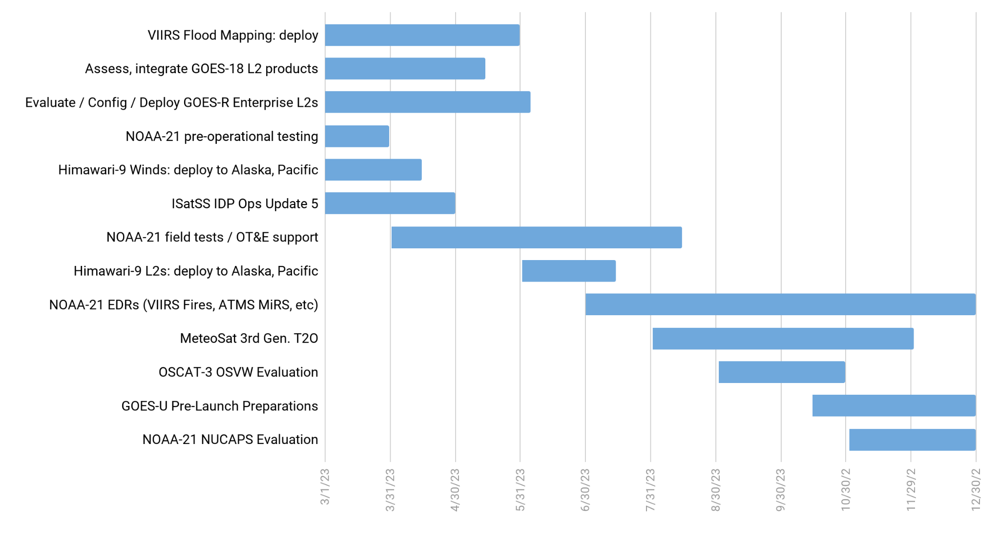 VIIRS Flood Mapping: deploy
Assess, integrate GOES-18 L2 products
Evaluate / Config / Deploy GOES-R Enterprise L2s
NOAA-21 pre-operational testing
Himawari-9 Winds: deploy to Alaska, Pacific
ISatSS IDP Ops Update 5
NOAA-21 field tests / OT&E support
Himawari-9 L2s: deploy to Alaska, Pacific
NOAA-21 EDRs (VIIRS Fires, ATMS MiRS, etc)
MeteoSat 3rd Gen. T2O
OSCAT-3 OSVW Evaluation
GOES-U Pre-Launch Preparations
NOAA-21 NUCAPS Evaluation
3/1/23
3/31/23
4/30/23
5/31/23
6/30/23
7/31/23
8/30/23
9/30/23
10/30/2
11/29/2
12/30/2